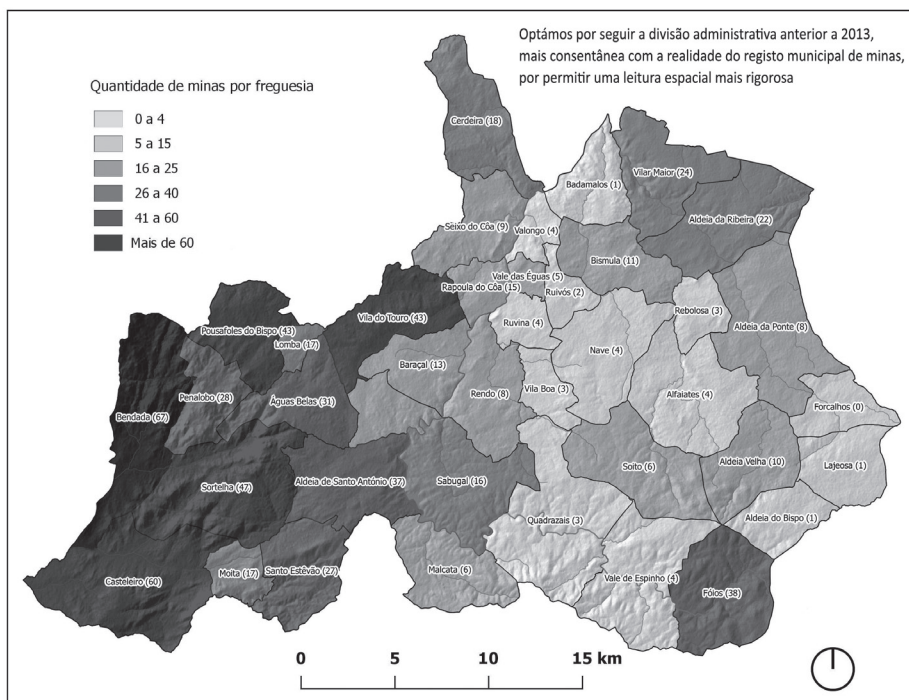 Optámos por seguir a divisão administrativa anterior a 2013,
mais consentânea com a realidade do registo municipal de minas,
por permitir uma leitura espacial mais rigorosa
Quantidade de minas por freguesia
0 a 4
5 a 15
16 a 25
26 a 40
41 a 60
Mais de 60
Cerdeira (18)
Badamalos (1)
Vilar Maior (24)
Aldeia da Ribeira (22)
Seixo do Côa (9)
Valongo (4)
Bismula (11)
Vale das Éguas (5)
Rapoula do Côa (15)
Ruivós (2)
Rebolosa (3)
Ruvina (4)
Aldeia da Ponte (8)
Pousafoles do Bispo (43)
Vila do Touro (43)
Lomba (17)
Nave (4)
Baraçal (13)
Rendo (8)
Vila Boa (3)
Alfaiates (4)
Penalobo (28)
Águas Belas (31)
Forcalhos (0)
Bendada (67)
Soito (6)
Aldeia Velha (10)
Lajeosa (1)
Sortelha (47)
Aldeia de Santo António (37)
Sabugal (16)
Quadrazais (3)
Aldeia do Bispo (1)
Casteleiro (60)
Moita (17)
Santo Estêvão (27)
Malcata (6)
Vale de Espinho (4)
Fóios (38)
0 5 10 15 km